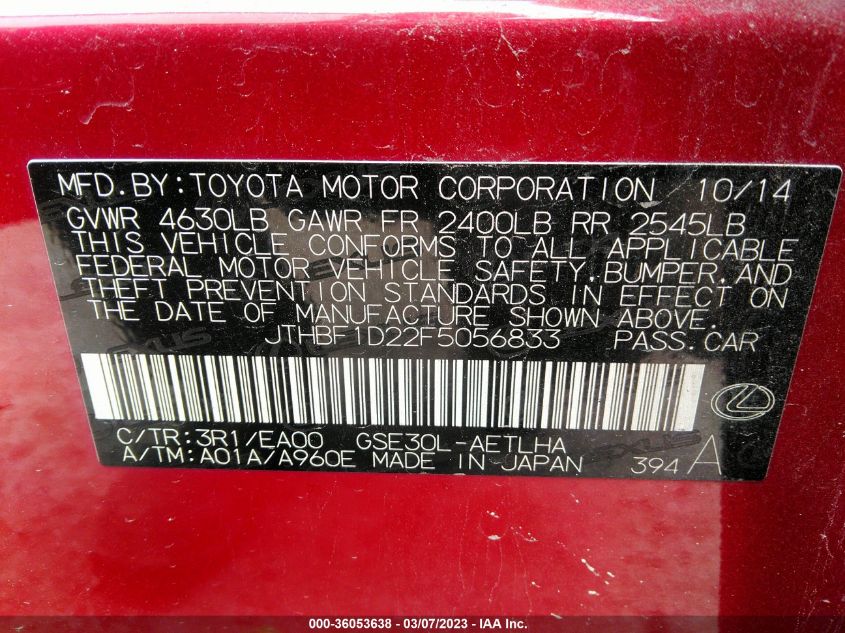 MFD.BY:TOYOTA MOTOR CORPORATION 10/14
GVWR 4630LB GAWR FR 2400LB RR 2545LB
THIS VEHICLE CONFORMS TO ALL APPLICABLE
FEDERAL MOTOR VEHICLE SAFETY,BUMPER,AND
THEFT PREVENTION STANDARDS IN EFFECT ON
THE DATE OF MANUFACTURE SHOWN ABOVE.
JTHBF1D22F5056833 PASS.CAR
C/TR:3R1/EA00 GSE30L-AETLHA
A/TM:A01A/A960E MADE IN JAPAN 394 A
000-36053638 - 03/07/2023 - IAA Inc.